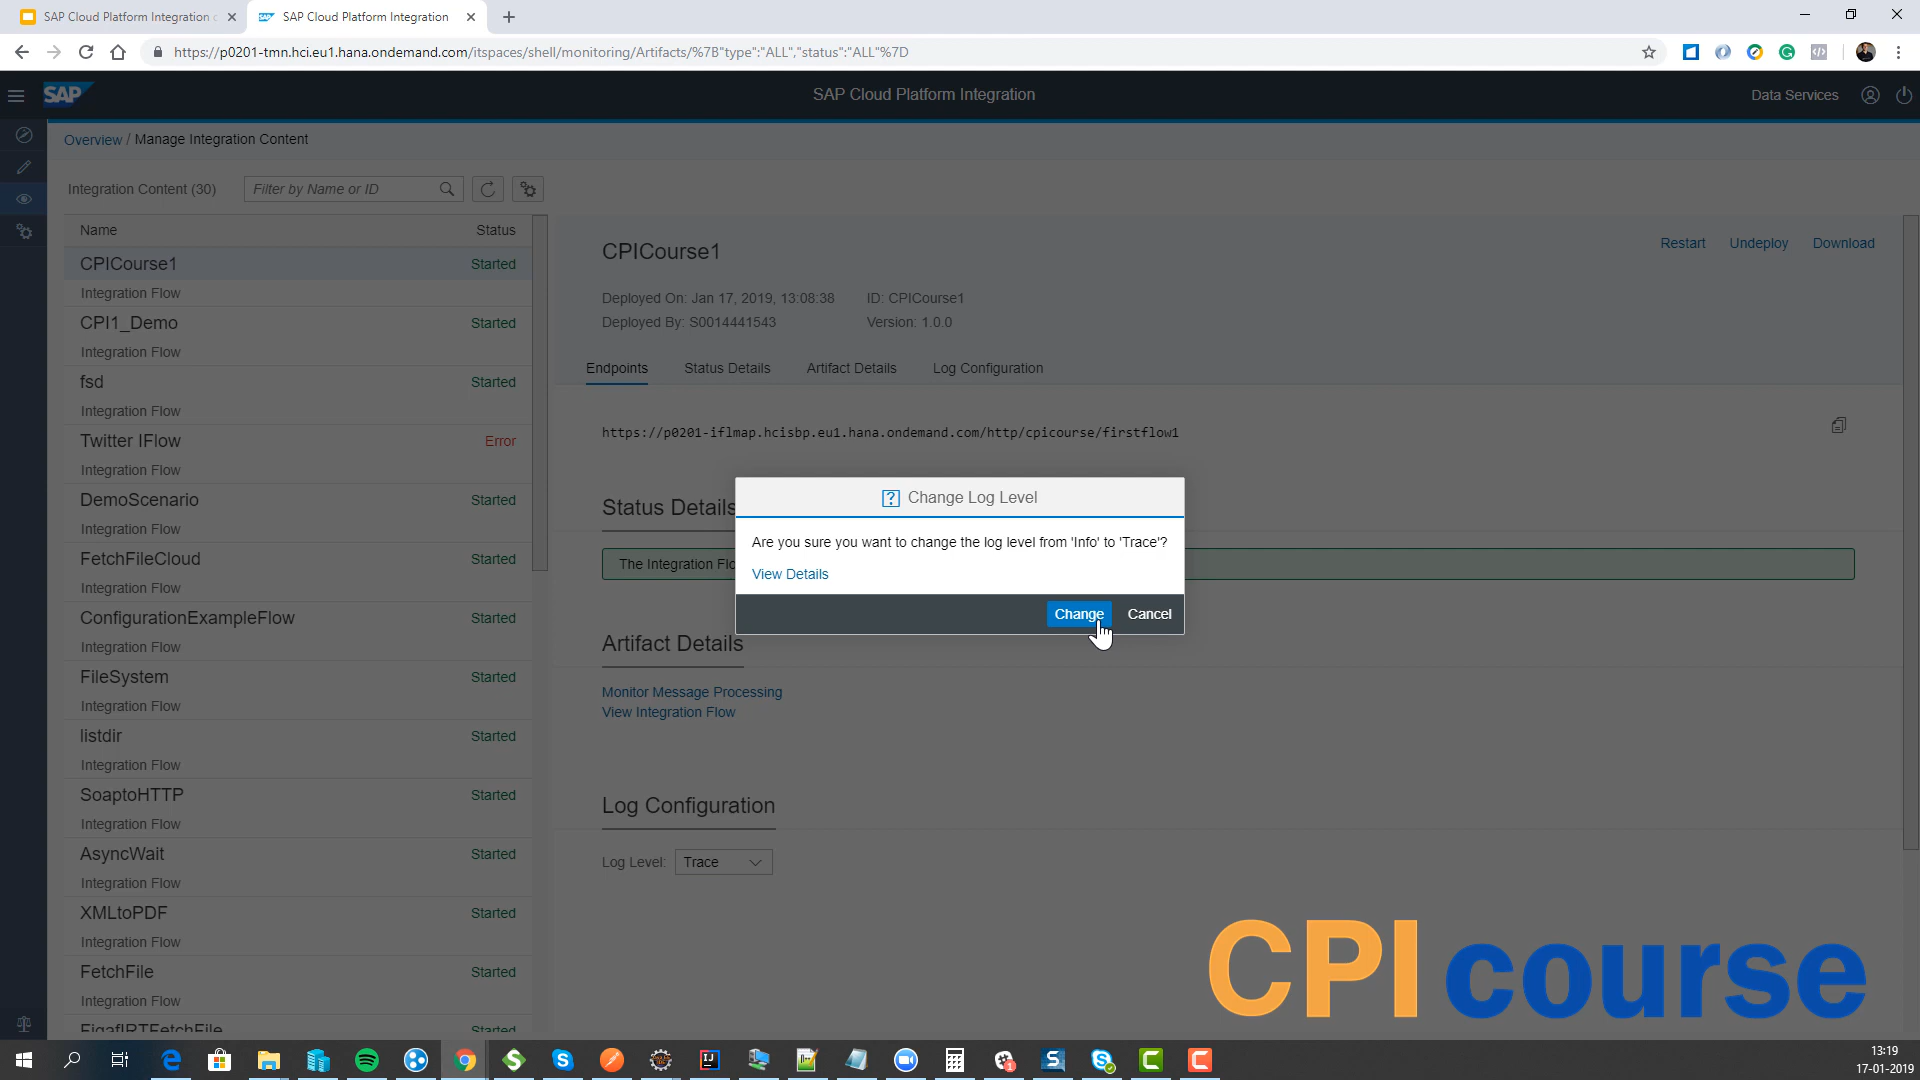 SAP Cloud Platform Integration c
SAP Cloud Platform Integration
https://p0201-tmn.hci.eu1.hana.ondemand.com/itspaces/shell/monitoring/Artifacts/%7B"type":"ALL","status":"ALL"%7D
SAP
SAP Cloud Platform Integration
Data Services
Overview / Manage Integration Content
Integration Content (30)
Filter by Name or ID
Name Status
CPICourse1 Started
Integration Flow
CPI1_Demo Started
Integration Flow
fsd Started
Integration Flow
Twitter IFlow Error
Integration Flow
DemoScenario Started
Integration Flow
FetchFileCloud Started
Integration Flow
ConfigurationExampleFlow Started
Integration Flow
FileSystem Started
Integration Flow
listdir Started
Integration Flow
SoaptoHTTP Started
Integration Flow
AsyncWait Started
Integration Flow
XMLtoPDF Started
Integration Flow
FetchFile Started
Integration Flow
FigafIRTFetchFile Started
CPICourse1
Restart Undeploy Download
Deployed On: Jan 17, 2019, 13:08:38 ID: CPICourse1
Deployed By: S0014441543 Version: 1.0.0
Endpoints Status Details Artifact Details Log Configuration
https://p0201-iflmap.hcisbp.eu1.hana.ondemand.com/http/cpicourse/firstflow1
Status Details
The Integration Flo
Change Log Level
Are you sure you want to change the log level from 'Info' to 'Trace'?
View Details
Change Cancel
Artifact Details
Monitor Message Processing
View Integration Flow
Log Configuration
Log Level: Trace
CPI course
13:19
17-01-2019